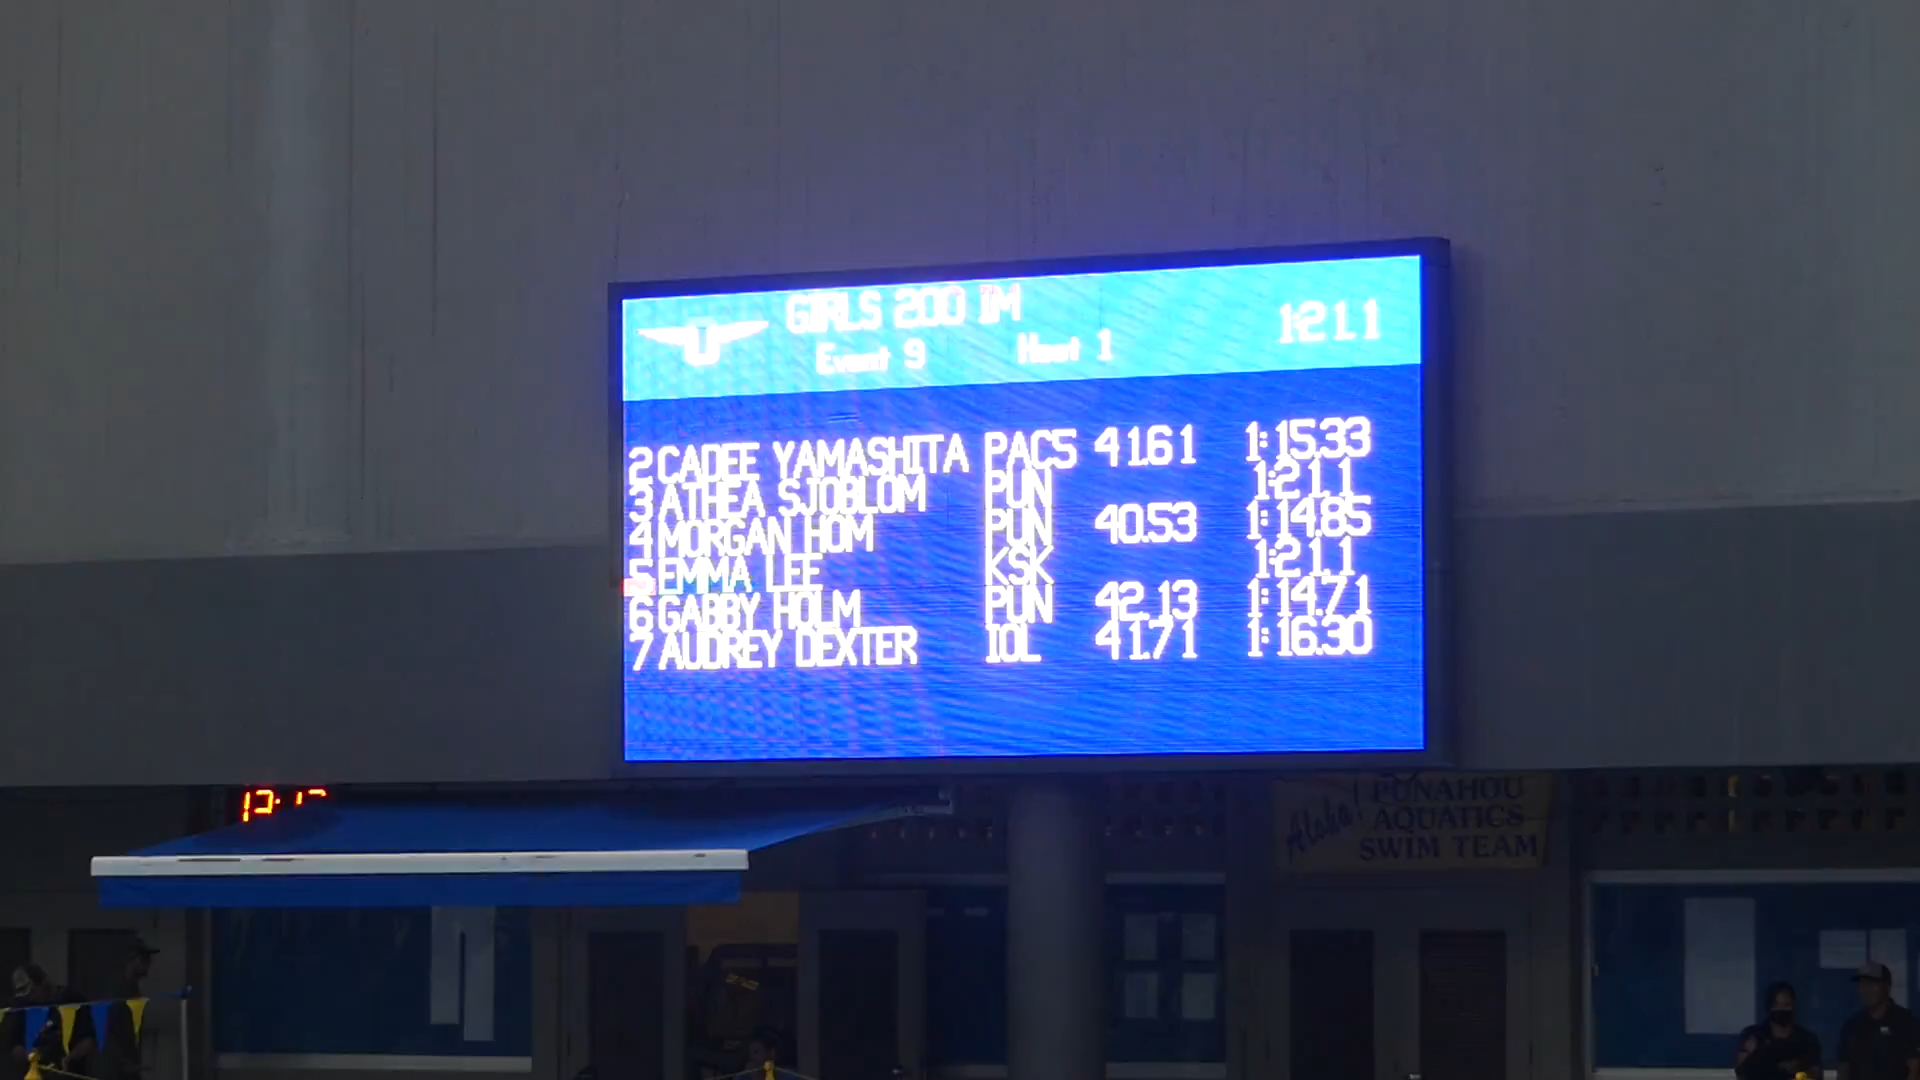 GIRLS 200 IM
Event 9 Heat 1 1:21.1
2 CADEE YAMASHITA PAC5 41.61 1:15.33
3 ATHEA SJOBLOM PUN 1:21.1
4 MORGAN HOM PUN 40.53 1:14.85
5 EMMA LEE KSK 1:21.1
6 GABBY HOLM PUN 42.13 1:14.71
7 AUDREY DEXTER IOL 41.71 1:16.30
Aloha! PUNAHOU
AQUATICS
SWIM TEAM